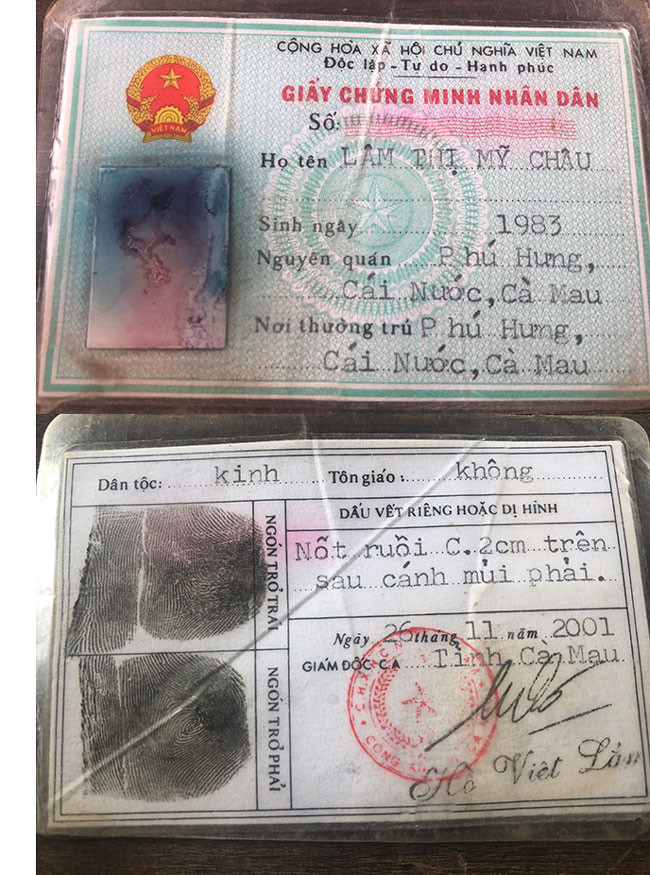 CỘNG HÒA XÃ HỘI CHỦ NGHĨA VIỆT NAM
Độc lập - Tự do - Hạnh phúc
GIẤY CHỨNG MINH NHÂN DÂN
Số:
VIỆT NAM
Họ tên LÂM THỊ MỸ CHÂU
Sinh ngày 1983
Nguyên quán Phú Hưng,
Cái Nước, Cà Mau
Nơi thường trú Phú Hưng,
Cái Nước, Cà Mau
Dân tộc: kinh Tôn giáo: không
NGÓN TRỎ TRÁI
NGÓN TRỎ PHẢI
DẤU VẾT RIÊNG HOẶC DỊ HÌNH
Nốt ruồi C.2cm trên
sau cánh mũi phải.
Ngày 26 tháng 11 năm 2001
GIÁM ĐỐC CA Tỉnh Cà Mau
Hồ Việt Lắm